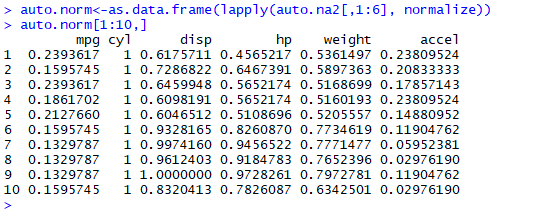 > auto.norm<-as.data.frame(lapply(auto.na2[,1:6], normalize))
> auto.norm[1:10,]
mpg cyl disp hp weight accel
1 0.2393617 1 0.6175711 0.4565217 0.5361497 0.23809524
2 0.1595745 1 0.7286822 0.6467391 0.5897363 0.20833333
3 0.2393617 1 0.6459948 0.5652174 0.5168699 0.17857143
4 0.1861702 1 0.6098191 0.5652174 0.5160193 0.23809524
5 0.2127660 1 0.6046512 0.5108696 0.5205557 0.14880952
6 0.1595745 1 0.9328165 0.8260870 0.7734619 0.11904762
7 0.1329787 1 0.9974160 0.9456522 0.7771477 0.05952381
8 0.1329787 1 0.9612403 0.9184783 0.7652396 0.02976190
9 0.1329787 1 1.0000000 0.9728261 0.7972781 0.11904762
10 0.1595745 1 0.8320413 0.7826087 0.6342501 0.02976190
>